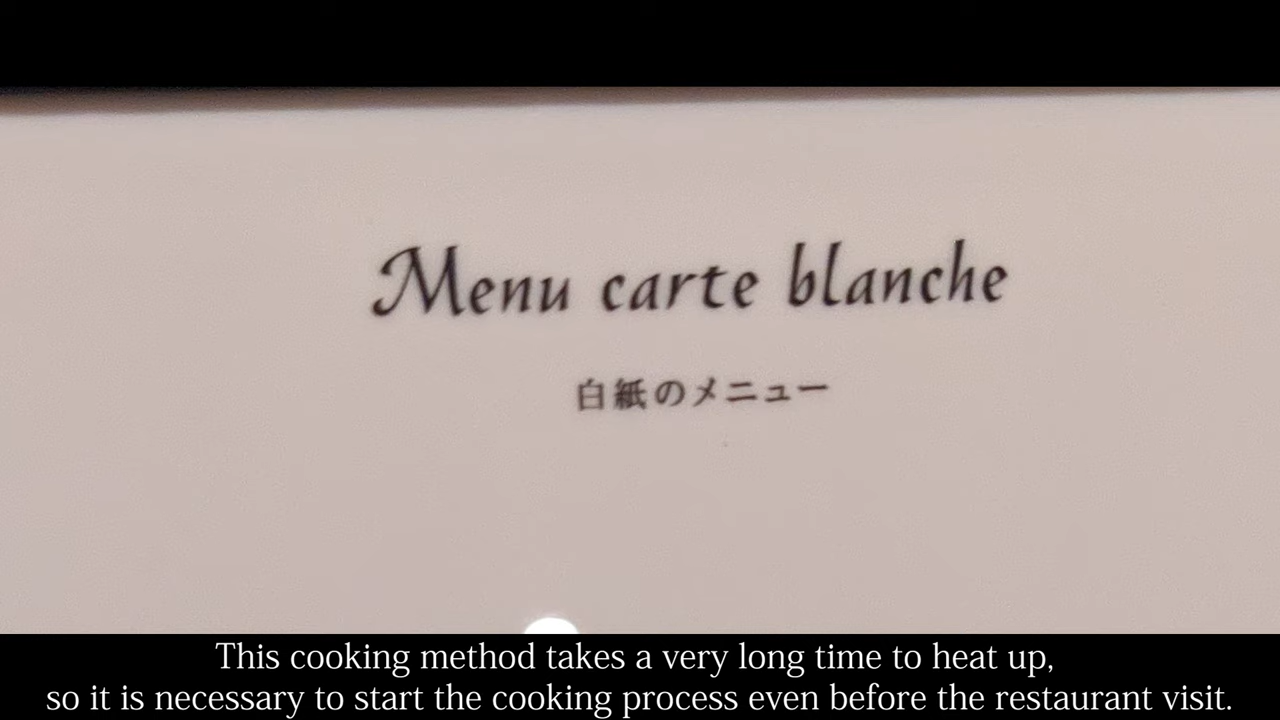 Menu carte blanche
白紙のメニュー
This cooking method takes a very long time to heat up,
so it is necessary to start the cooking process even before the restaurant visit.